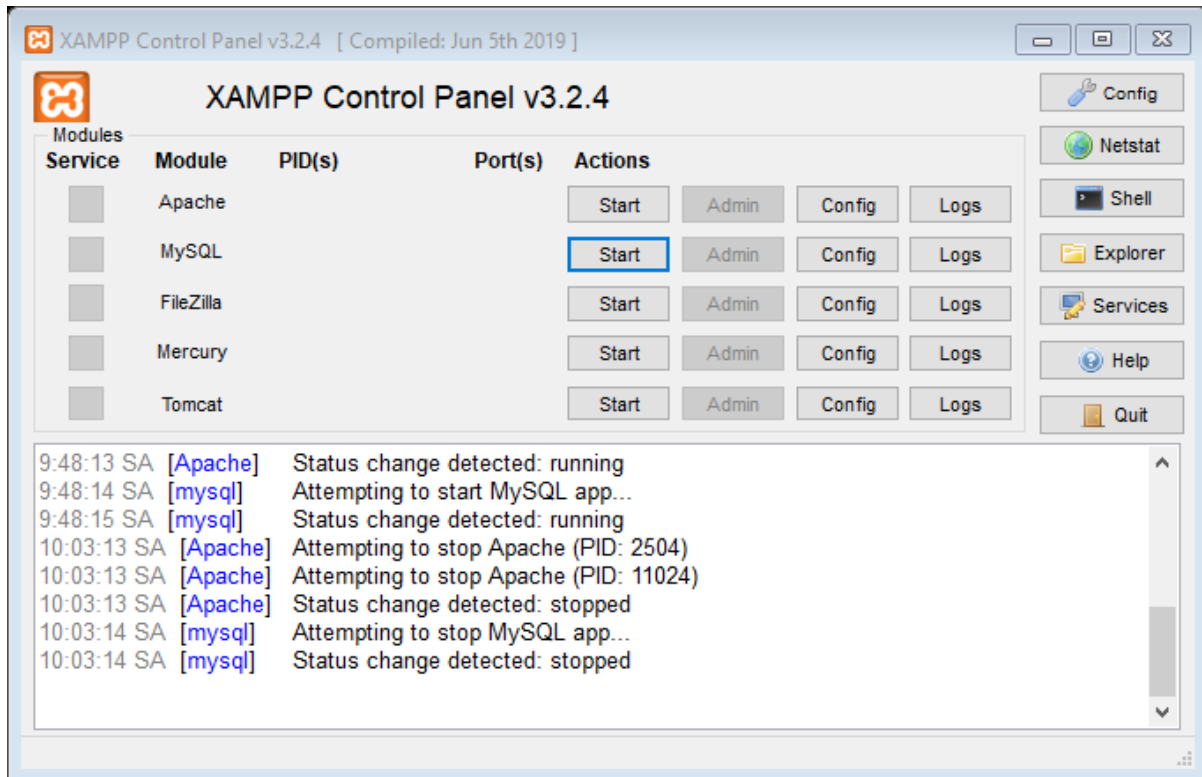 XAMPP Control Panel v3.2.4 [ Compiled: Jun 5th 2019 ]
XAMPP Control Panel v3.2.4
Config
Modules
Netstat
Service Module PID(s) Port(s) Actions
Apache Start Admin Config Logs
Shell
MySQL Start Admin Config Logs
Explorer
FileZilla Start Admin Config Logs
Services
Mercury Start Admin Config Logs
Help
Tomcat Start Admin Config Logs
Quit
9:48:13 SA [Apache] Status change detected: running
9:48:14 SA [mysql] Attempting to start MySQL app...
9:48:15 SA [mysql] Status change detected: running
10:03:13 SA [Apache] Attempting to stop Apache (PID: 2504)
10:03:13 SA [Apache] Attempting to stop Apache (PID: 11024)
10:03:13 SA [Apache] Status change detected: stopped
10:03:14 SA [mysql] Attempting to stop MySQL app...
10:03:14 SA [mysql] Status change detected: stopped